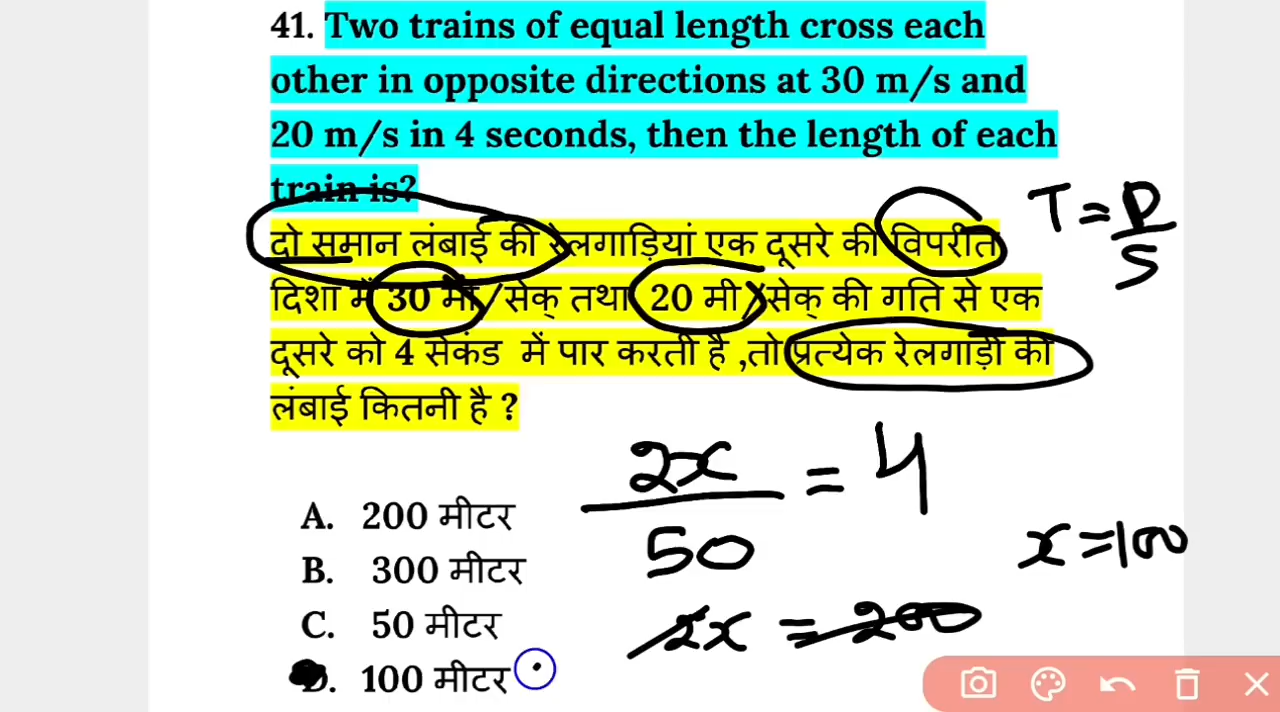 41. Two trains of equal length cross each
other in opposite directions at 30 m/s and
20 m/s in 4 seconds, then the length of each
train is?
दो समान लंबाई की रेलगाड़ियां एक दूसरे की विपरीत
दिशा में 30 मी/सेक् तथा 20 मी/सेक् की गति से एक
दूसरे को 4 सेकंड में पार करती है ,तो प्रत्येक रेलगाड़ी की
लंबाई कितनी है ?
T = D
S
2x
50
= 4
x=100
2x = 200
A. 200 मीटर
B. 300 मीटर
C. 50 मीटर
D. 100 मीटर